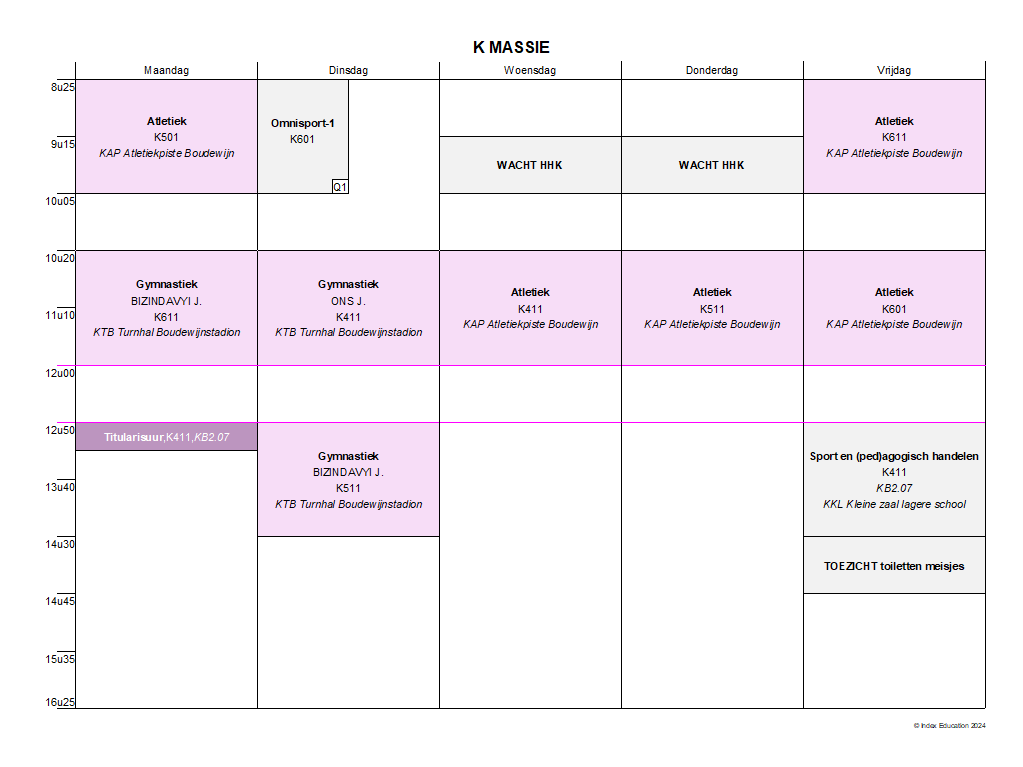 K MASSIE
Maandag Dinsdag Woensdag Donderdag Vrijdag
8u25
9u15
10u05
10u20
11u10
12u00
12u50
13u40
14u30
14u45
15u35
16u25
Atletiek
K501
KAP Atletiekpiste Boudewijn
Gymnastiek
BIZINDAVYI J.
K611
KTB Turnhal Boudewijnstadion
Titularisuur,K411,KB2.07
Omnisport-1
K601
Q1
Gymnastiek
ONS J.
K411
KTB Turnhal Boudewijnstadion
Gymnastiek
BIZINDAVYI J.
K511
KTB Turnhal Boudewijnstadion
WACHT HHK
Atletiek
K411
KAP Atletiekpiste Boudewijn
WACHT HHK
Atletiek
K511
KAP Atletiekpiste Boudewijn
Atletiek
K611
KAP Atletiekpiste Boudewijn
Atletiek
K601
KAP Atletiekpiste Boudewijn
Sport en (ped)agogisch handelen
K411
KB2.07
KKL Kleine zaal lagere school
TOEZICHT toiletten meisjes
© Index Education 2024